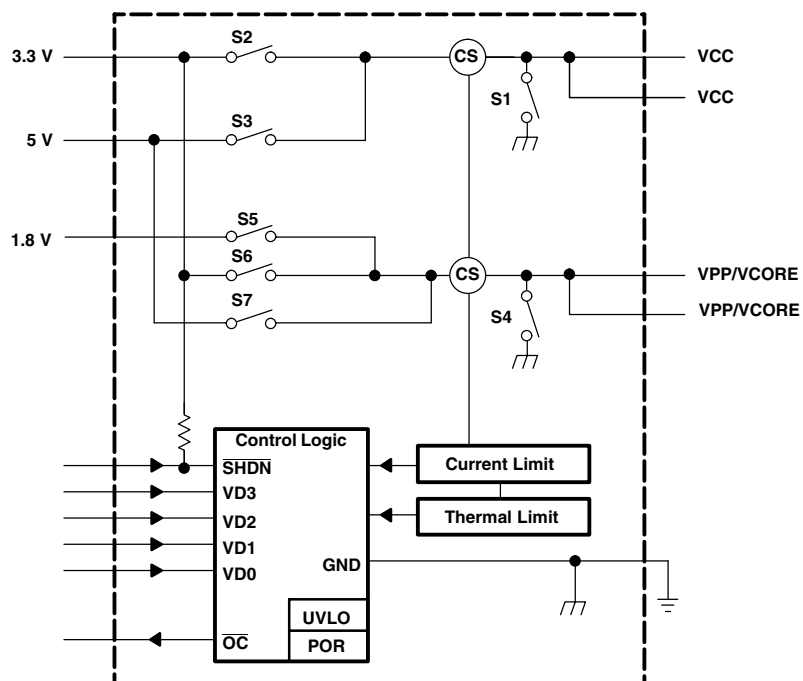 S2
3.3 V
CS
VCC
S1
VCC
S3
5 V
S5
1.8 V
S6
CS
VPP/VCORE
S7
S4
VPP/VCORE
Control Logic
SHDN
Current Limit
VD3
VD2
Thermal Limit
VD1
VD0
GND
UVLO
OC
POR